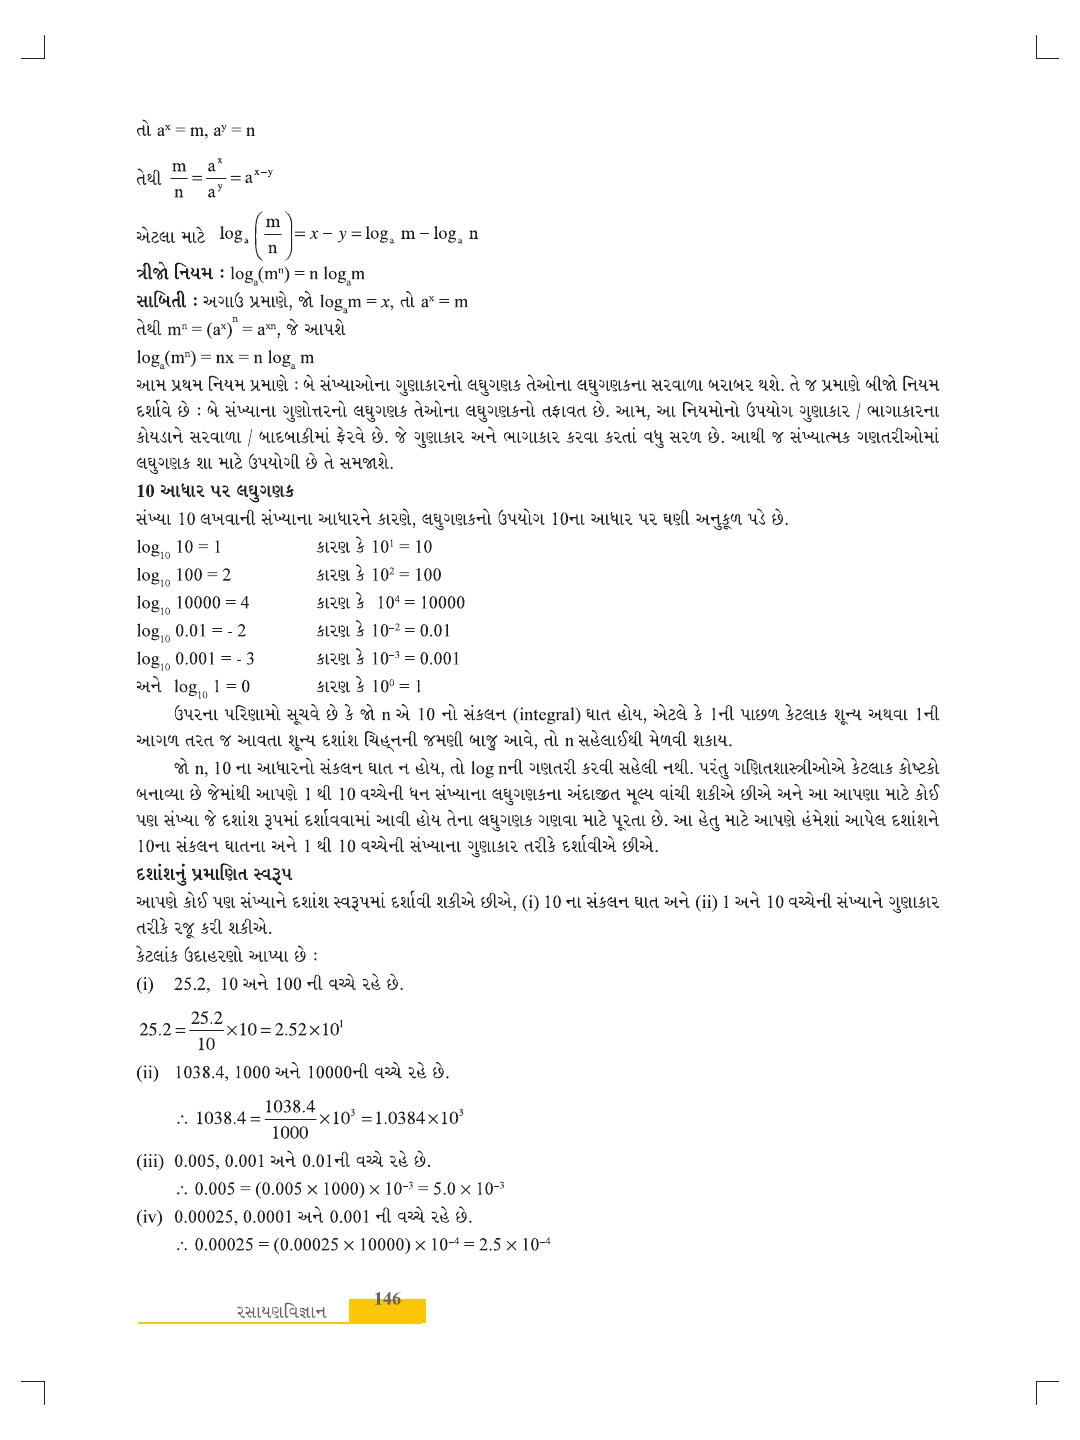 તો aˣ = m, aʸ = n
તેથી m/n = aˣ/aʸ = aˣ⁻ʸ
એટલા માટે logₐ (m/n) = x − y = logₐ m − logₐ n
ત્રીજો નિયમ : logₐ(mⁿ) = n logₐm
સાબિતી : અગાઉ પ્રમાણે, જો logₐm = x, તો aˣ = m
તેથી mⁿ = (aˣ)ⁿ = aˣⁿ, જે આપશે
logₐ(mⁿ) = nx = n logₐ m
આમ પ્રથમ નિયમ પ્રમાણે : બે સંખ્યાઓના ગુણાકારનો લઘુગણક તેઓના લઘુગણકના સરવાળા બરાબર થશે. તે જ પ્રમાણે બીજો નિયમ
દર્શાવે છે : બે સંખ્યાના ગુણોત્તરનો લઘુગણક તેઓના લઘુગણકનો તફાવત છે. આમ, આ નિયમોનો ઉપયોગ ગુણાકાર / ભાગાકારના
કોયડાને સરવાળા / બાદબાકીમાં ફેરવે છે. જે ગુણાકાર અને ભાગાકાર કરવા કરતાં વધુ સરળ છે. આથી જ સંખ્યાત્મક ગણતરીઓમાં
લઘુગણક શા માટે ઉપયોગી છે તે સમજાશે.
10 આધાર પર લઘુગણક
સંખ્યા 10 લખવાની સંખ્યાના આધારને કારણે, લઘુગણકનો ઉપયોગ 10ના આધાર પર ઘણી અનુકૂળ પડે છે.
log₁₀ 10 = 1 કારણ કે 10¹ = 10
log₁₀ 100 = 2 કારણ કે 10² = 100
log₁₀ 10000 = 4 કારણ કે 10⁴ = 10000
log₁₀ 0.01 = - 2 કારણ કે 10⁻² = 0.01
log₁₀ 0.001 = - 3 કારણ કે 10⁻³ = 0.001
અને log₁₀ 1 = 0 કારણ કે 10⁰ = 1
ઉપરના પરિણામો સૂચવે છે કે જો n એ 10 નો સંકલન (integral) ઘાત હોય, એટલે કે 1ની પાછળ કેટલાક શૂન્ય અથવા 1ની
આગળ તરત જ આવતા શૂન્ય દશાંશ ચિહ્નની જમણી બાજુ આવે, તો n સહેલાઈથી મેળવી શકાય.
જો n, 10 ના આધારનો સંકલન ઘાત ન હોય, તો log nની ગણતરી કરવી સહેલી નથી. પરંતુ ગણિતશાસ્ત્રીઓએ કેટલાક કોષ્ટકો
બનાવ્યા છે જેમાંથી આપણે 1 થી 10 વચ્ચેની ધન સંખ્યાના લઘુગણકના અંદાજીત મૂલ્ય વાંચી શકીએ છીએ અને આ આપણા માટે કોઈ
પણ સંખ્યા જે દશાંશ રૂપમાં દર્શાવવામાં આવી હોય તેના લઘુગણક ગણવા માટે પૂરતા છે. આ હેતુ માટે આપણે હંમેશાં આપેલ દશાંશને
10ના સંકલન ઘાતના અને 1 થી 10 વચ્ચેની સંખ્યાના ગુણાકાર તરીકે દર્શાવીએ છીએ.
દશાંશનું પ્રમાણિત સ્વરૂપ
આપણે કોઈ પણ સંખ્યાને દશાંશ સ્વરૂપમાં દર્શાવી શકીએ છીએ, (i) 10 ના સંકલન ઘાત અને (ii) 1 અને 10 વચ્ચેની સંખ્યાને ગુણાકાર
તરીકે રજૂ કરી શકીએ.
કેટલાંક ઉદાહરણો આપ્યા છે :
(i) 25.2, 10 અને 100 ની વચ્ચે રહે છે.
25.2 = 25.2/10 × 10 = 2.52 × 10¹
(ii) 1038.4, 1000 અને 10000ની વચ્ચે રહે છે.
∴ 1038.4 = 1038.4/1000 × 10³ = 1.0384 × 10³
(iii) 0.005, 0.001 અને 0.01ની વચ્ચે રહે છે.
∴ 0.005 = (0.005 × 1000) × 10⁻³ = 5.0 × 10⁻³
(iv) 0.00025, 0.0001 અને 0.001 ની વચ્ચે રહે છે.
∴ 0.00025 = (0.00025 × 10000) × 10⁻⁴ = 2.5 × 10⁻⁴
રસાયણવિજ્ઞાન 146